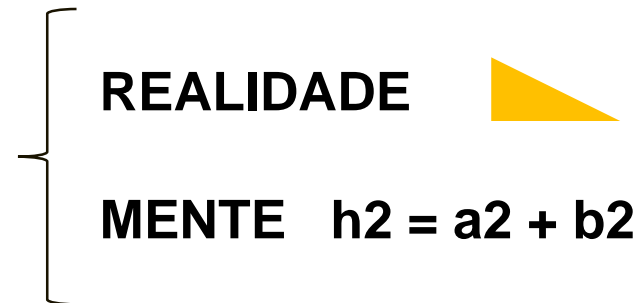 REALIDADE
MENTE h2 = a2 + b2